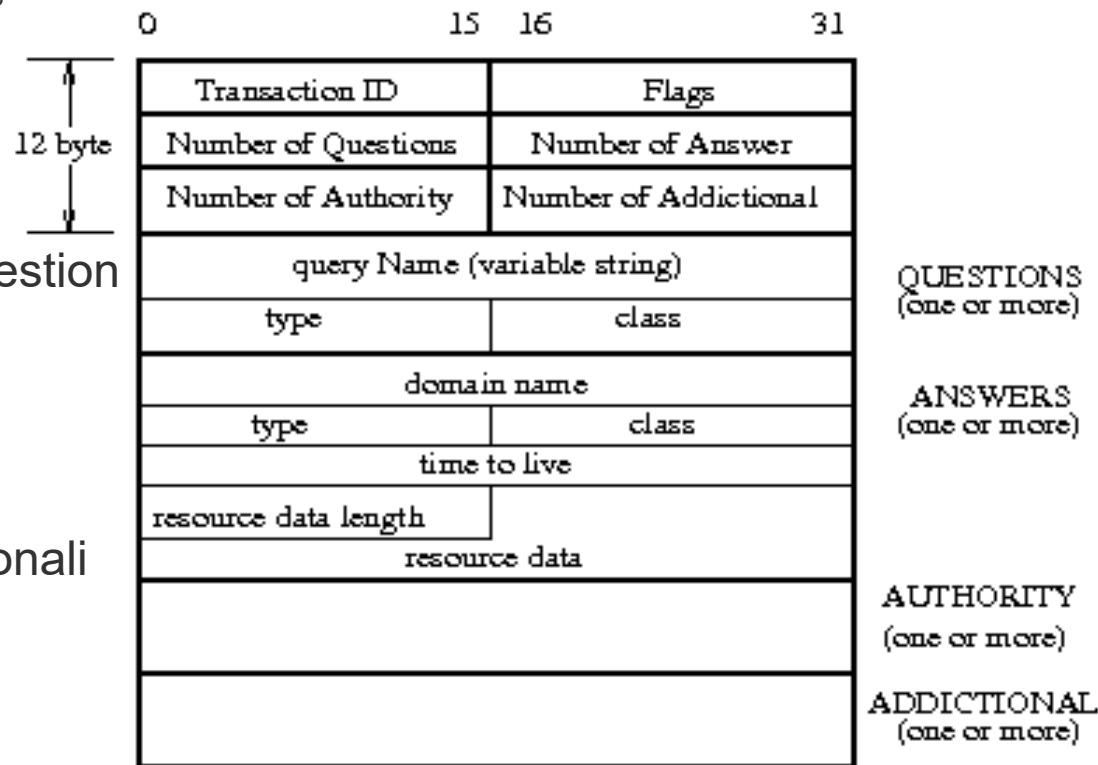 0 15 16 31
Transaction ID Flags
12 byte Number of Questions Number of Answer
Number of Authority Number of Addictional
estion query Name (variable string) QUESTIONS
type class (one or more)
domain name ANSWERS
type class (one or more)
time to live
resource data length
onali resource data
AUTHORITY
(one or more)
ADDICTIONAL
(one or more)